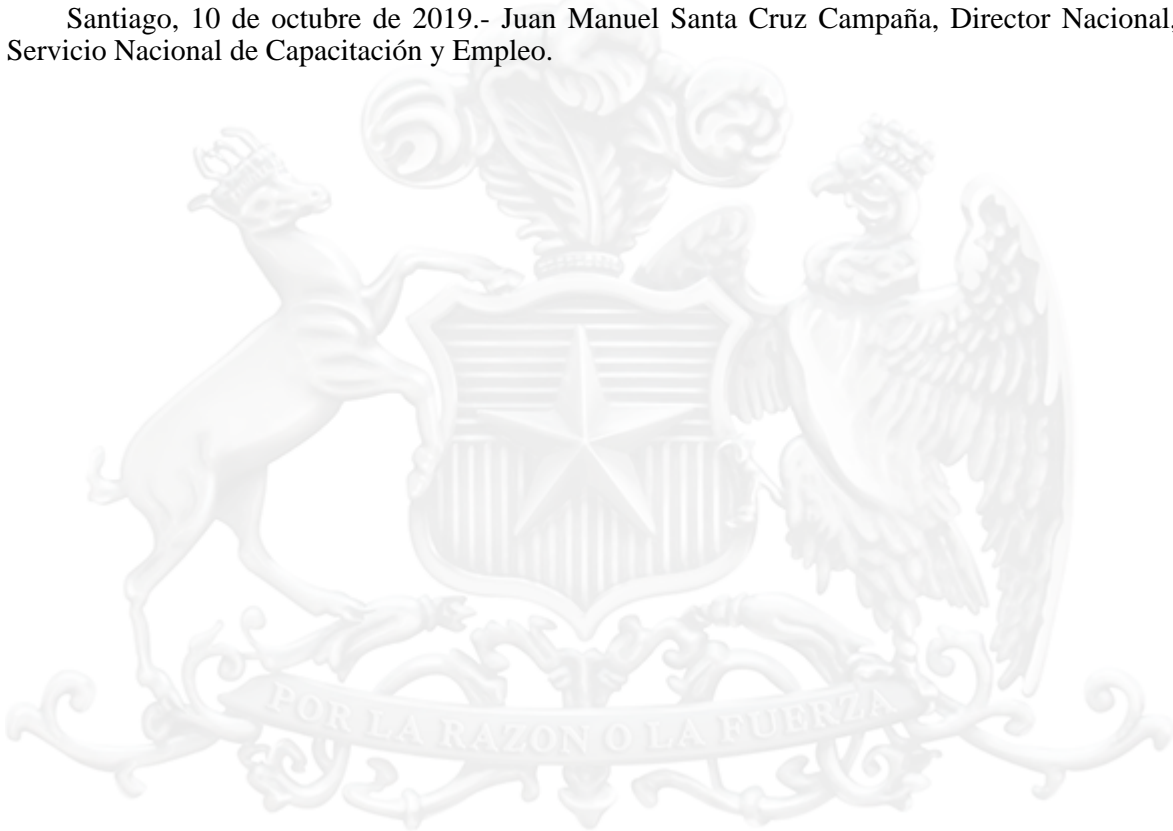 Santiago, 10 de octubre de 2019.- Juan Manuel Santa Cruz Campaña, Director Nacional,
Servicio Nacional de Capacitación y Empleo.
POR LA RAZON O LA FUERZA